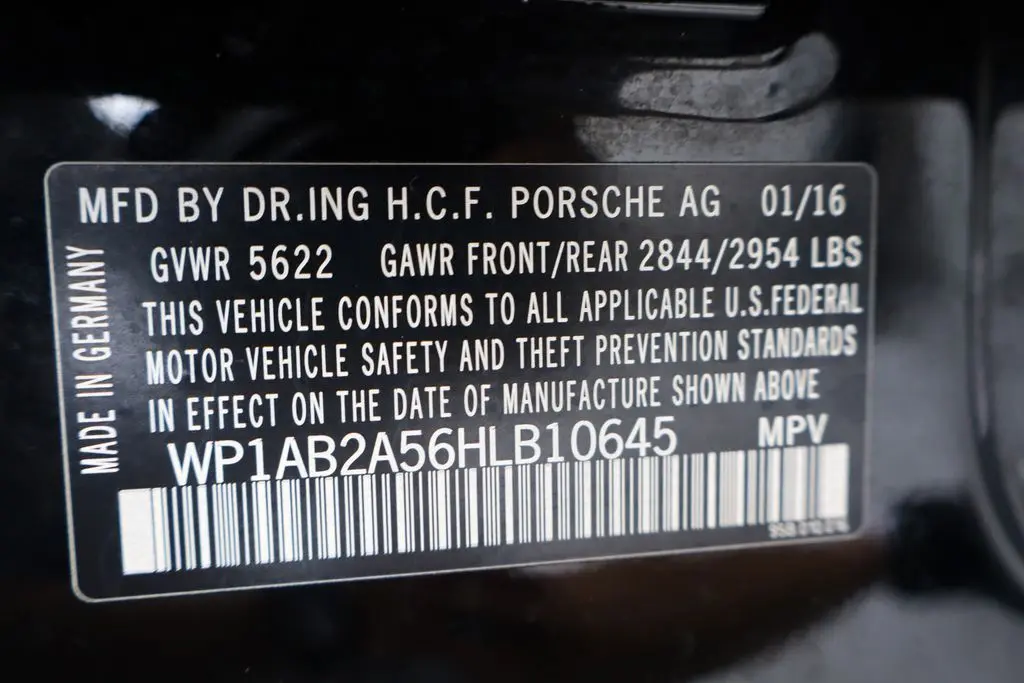 MFD BY DR.ING H.C.F. PORSCHE AG 01/16
GVWR 5622 GAWR FRONT/REAR 2844/2954 LBS
THIS VEHICLE CONFORMS TO ALL APPLICABLE U.S.FEDERAL
MOTOR VEHICLE SAFETY AND THEFT PREVENTION STANDARDS
IN EFFECT ON THE DATE OF MANUFACTURE SHOWN ABOVE
WP1AB2A56HLB10645 MPV
MADE IN GERMANY